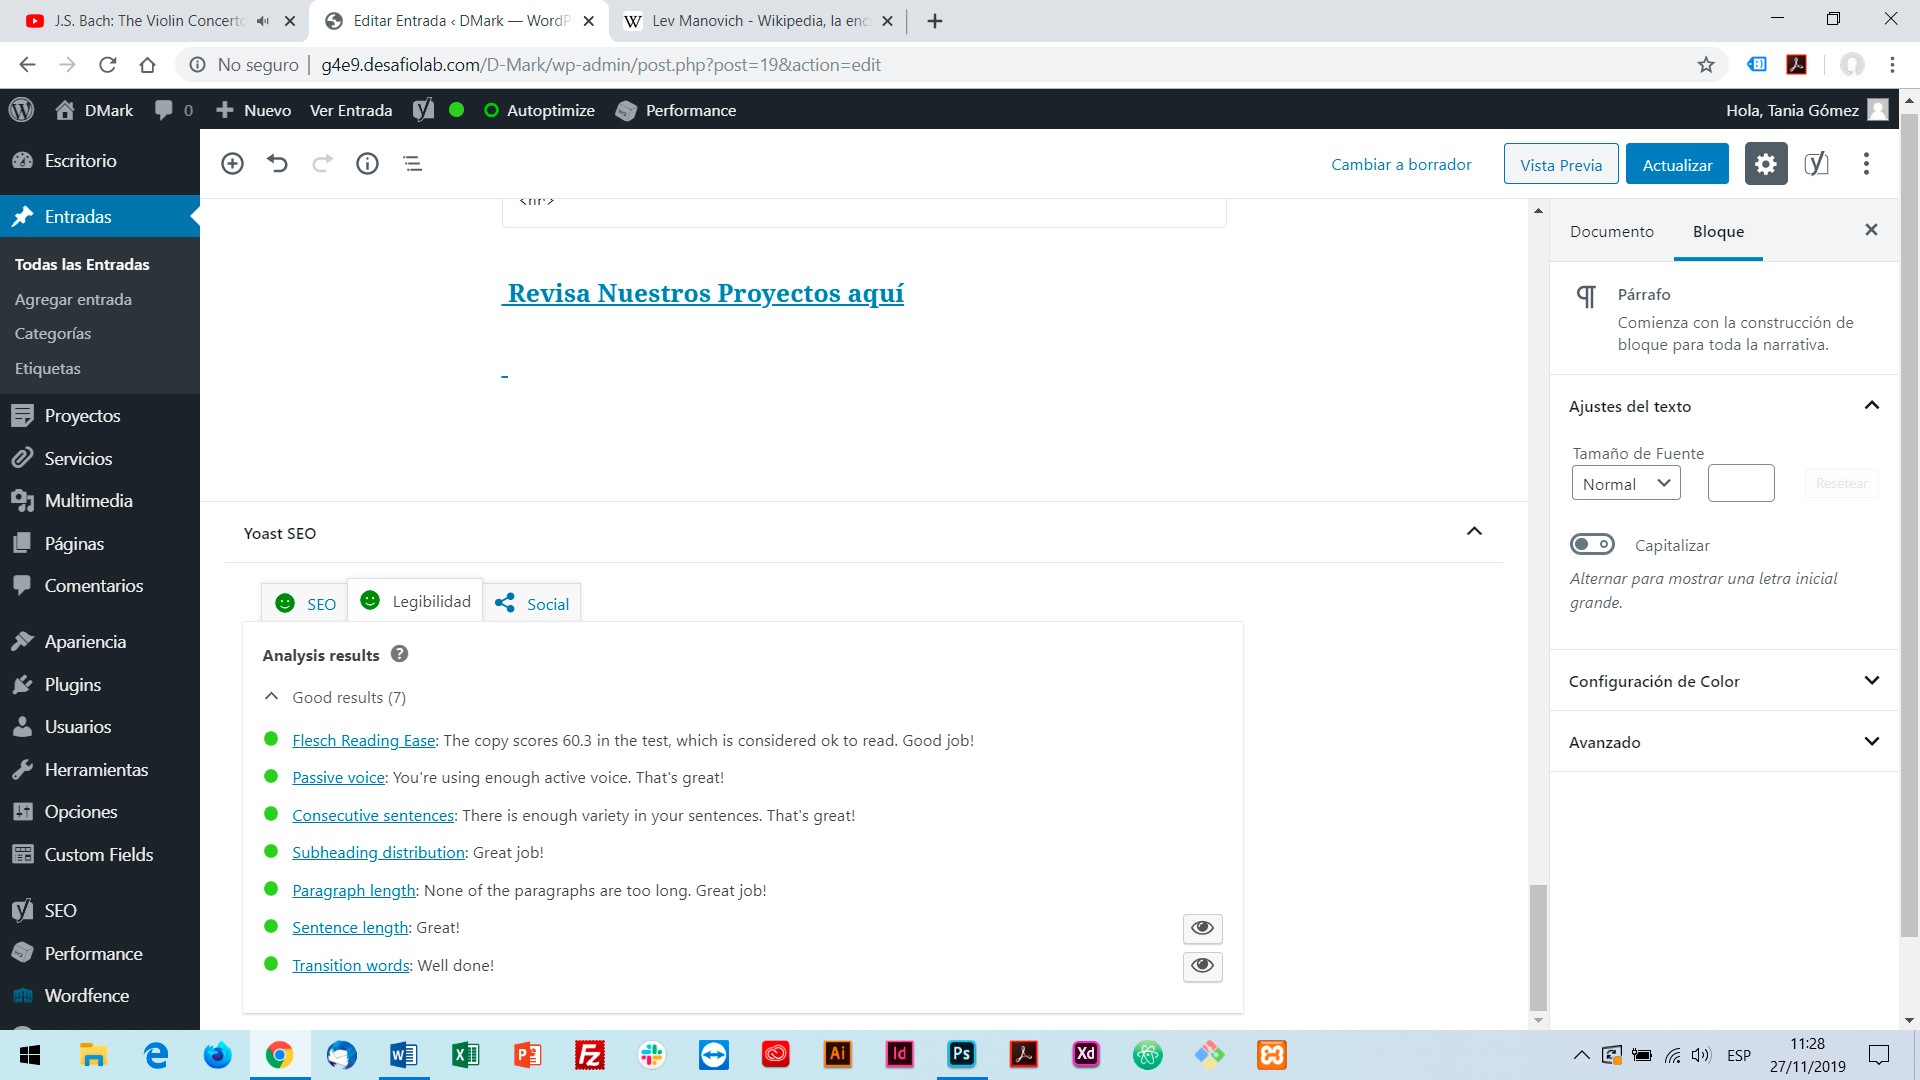 J.S. Bach: The Violin Concerto
Editar Entrada ‹ DMark — WordP
Lev Manovich - Wikipedia, la enc
No seguro
g4e9.desafiolab.com/D-Mark/wp-admin/post.php?post=19&action=edit
DMark
0
Nuevo
Ver Entrada
Autoptimize
Performance
Hola, Tania Gómez
Escritorio
Entradas
Todas las Entradas
Agregar entrada
Categorías
Etiquetas
Proyectos
Servicios
Multimedia
Páginas
Comentarios
Apariencia
Plugins
Usuarios
Herramientas
Opciones
Custom Fields
SEO
Performance
Wordfence
Cambiar a borrador
Vista Previa
Actualizar
<hr>
Revisa Nuestros Proyectos aquí
Yoast SEO
SEO
Legibilidad
Social
Analysis results
Good results (7)
Flesch Reading Ease: The copy scores 60.3 in the test, which is considered ok to read. Good job!
Passive voice: You're using enough active voice. That's great!
Consecutive sentences: There is enough variety in your sentences. That's great!
Subheading distribution: Great job!
Paragraph length: None of the paragraphs are too long. Great job!
Sentence length: Great!
Transition words: Well done!
Documento
Bloque
Párrafo
Comienza con la construcción de
bloque para toda la narrativa.
Ajustes del texto
Tamaño de Fuente
Normal
Resetear
Capitalizar
Alternar para mostrar una letra inicial
grande.
Configuración de Color
Avanzado
Ai
Id
Ps
Xd
ESP
11:28
27/11/2019